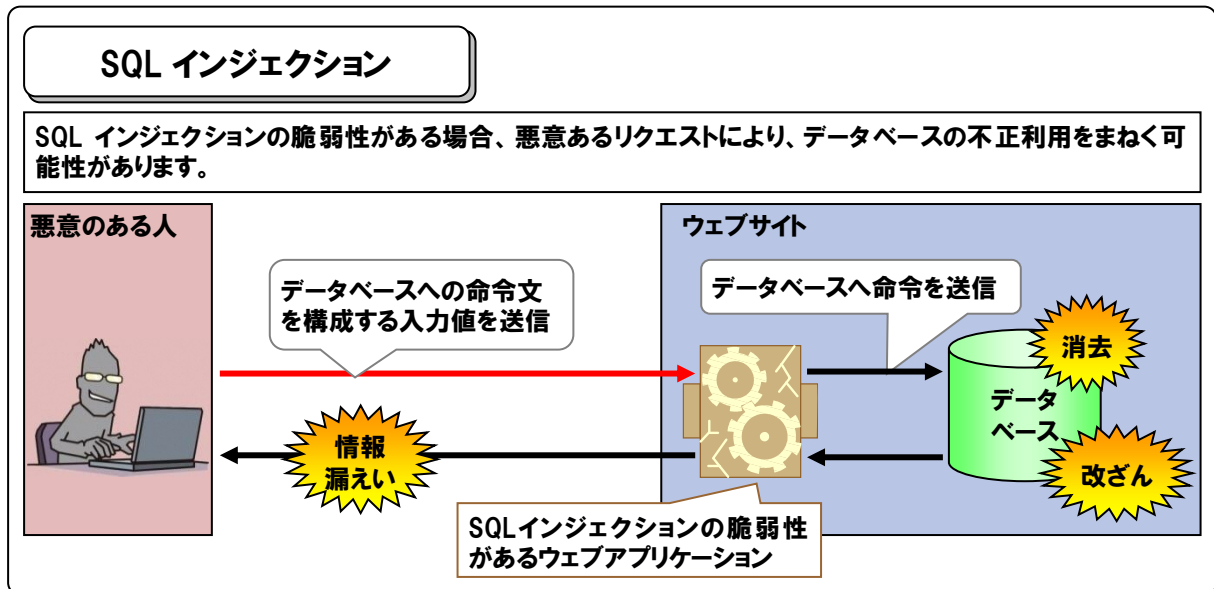 SQL インジェクション
SQL インジェクションの脆弱性がある場合、悪意あるリクエストにより、データベースの不正利用をまねく可
能性があります。
悪意のある人
ウェブサイト
データベースへの命令文
を構成する入力値を送信
データベースへ命令を送信
消去
データ
ベース
改ざん
情報
漏えい
SQLインジェクションの脆弱性
があるウェブアプリケーション